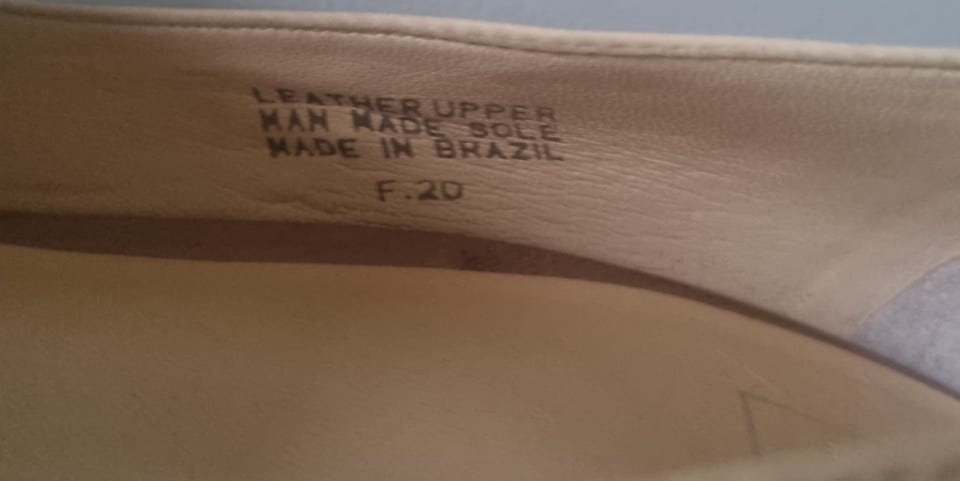 LEATHER UPPER
MAN MADE SOLE
MADE IN BRAZIL
F.20